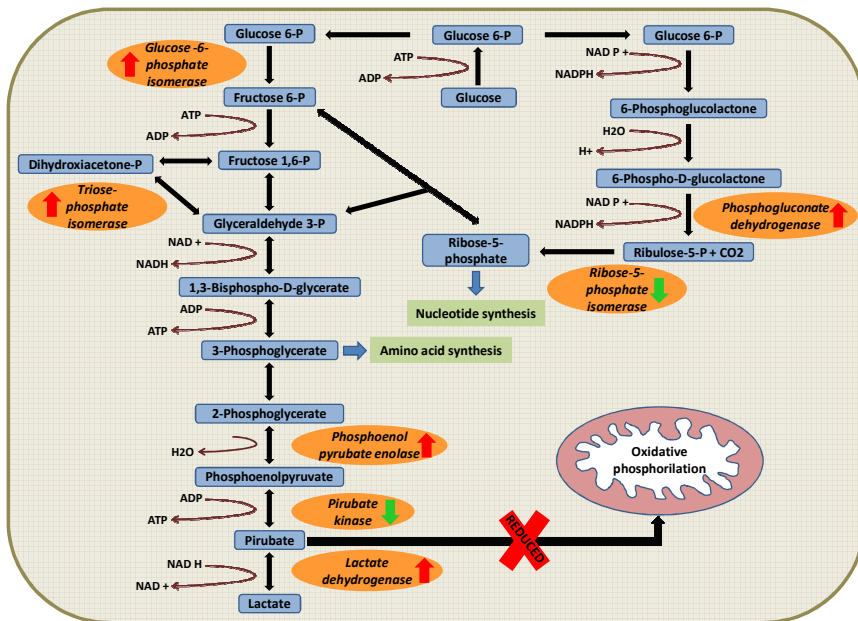 Glucose 6-P
Glucose -6-
phosphate
isomerase
Fructose 6-P
ATP
ADP
Dihydroxiacetone-P
Fructose 1,6-P
Triose-
phosphate
isomerase
Glyceraldehyde 3-P
NAD +
NADH
1,3-Bisphospho-D-glycerate
ADP
ATP
3-Phosphoglycerate
Amino acid synthesis
2-Phosphoglycerate
H2O
Phosphoenol
pyrubate enolase
Phosphoenolpyruvate
ADP
ATP
Pirubate
kinase
Pirubate
NAD H
NAD +
Lactate
dehydrogenase
Lactate
Glucose 6-P
ATP
ADP
Glucose
Glucose 6-P
NAD P +
NADPH
6-Phosphoglucolactone
H2O
H+
6-Phospho-D-glucolactone
NAD P +
NADPH
Phosphogluconate
dehydrogenase
Ribulose-5-P + CO2
Ribose-5-
phosphate
isomerase
Ribose-5-
phosphate
Nucleotide synthesis
REDUCED
Oxidative
phosphorilation